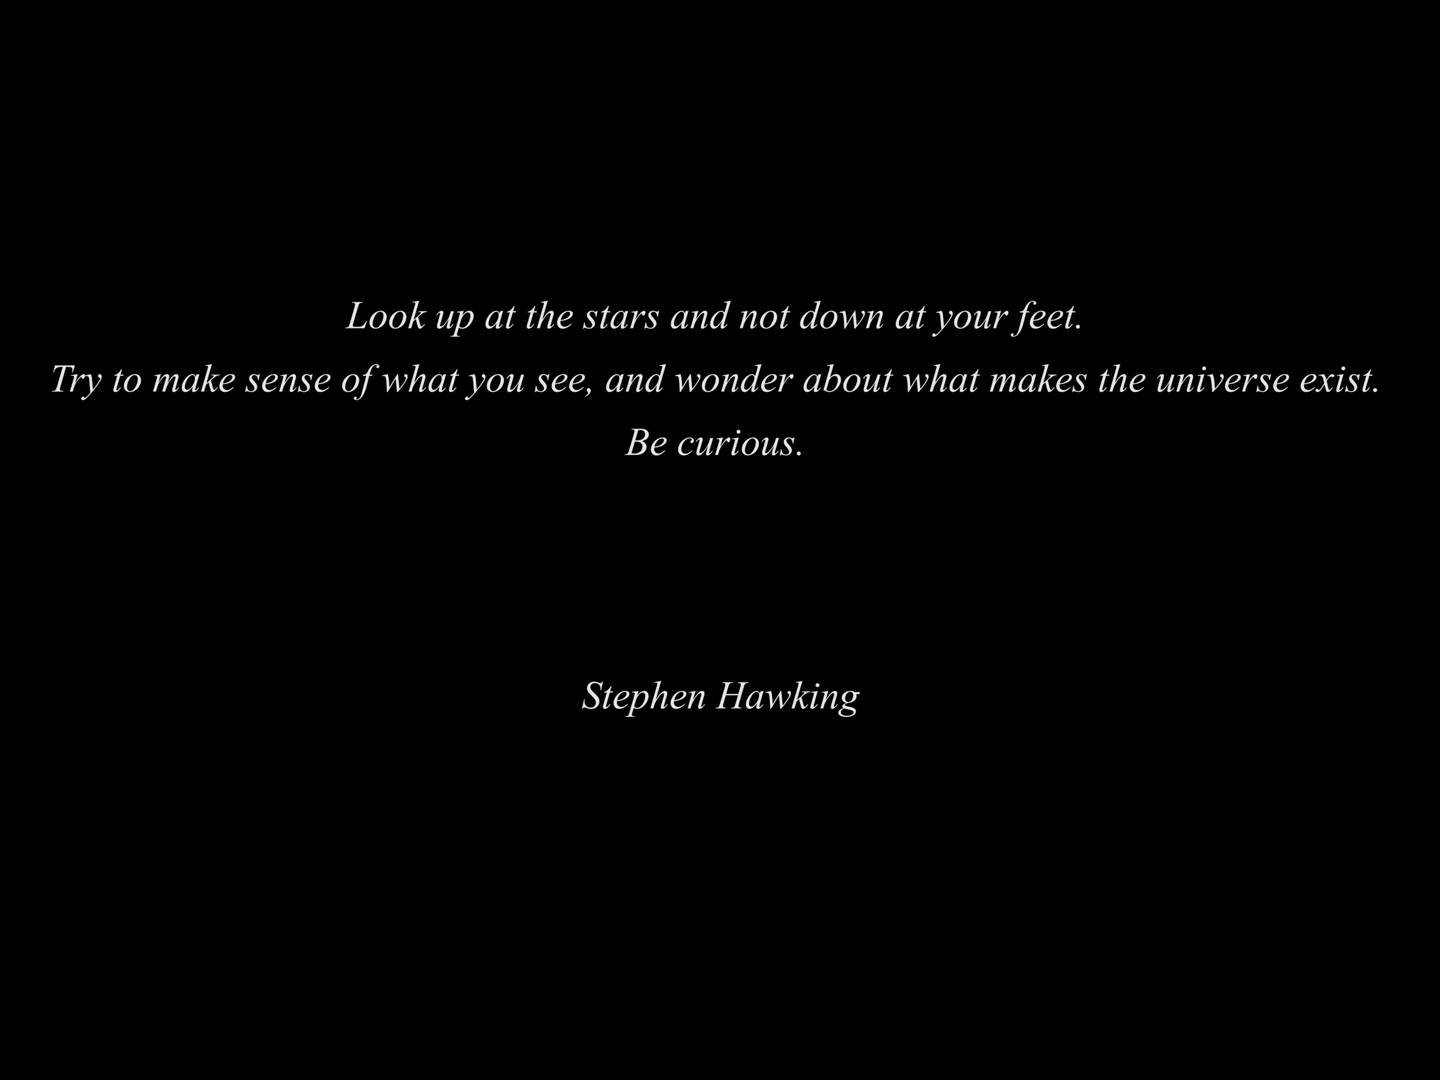 Look up at the stars and not down at your feet.
Try to make sense of what you see, and wonder about what makes the universe exist.
Be curious.
Stephen Hawking